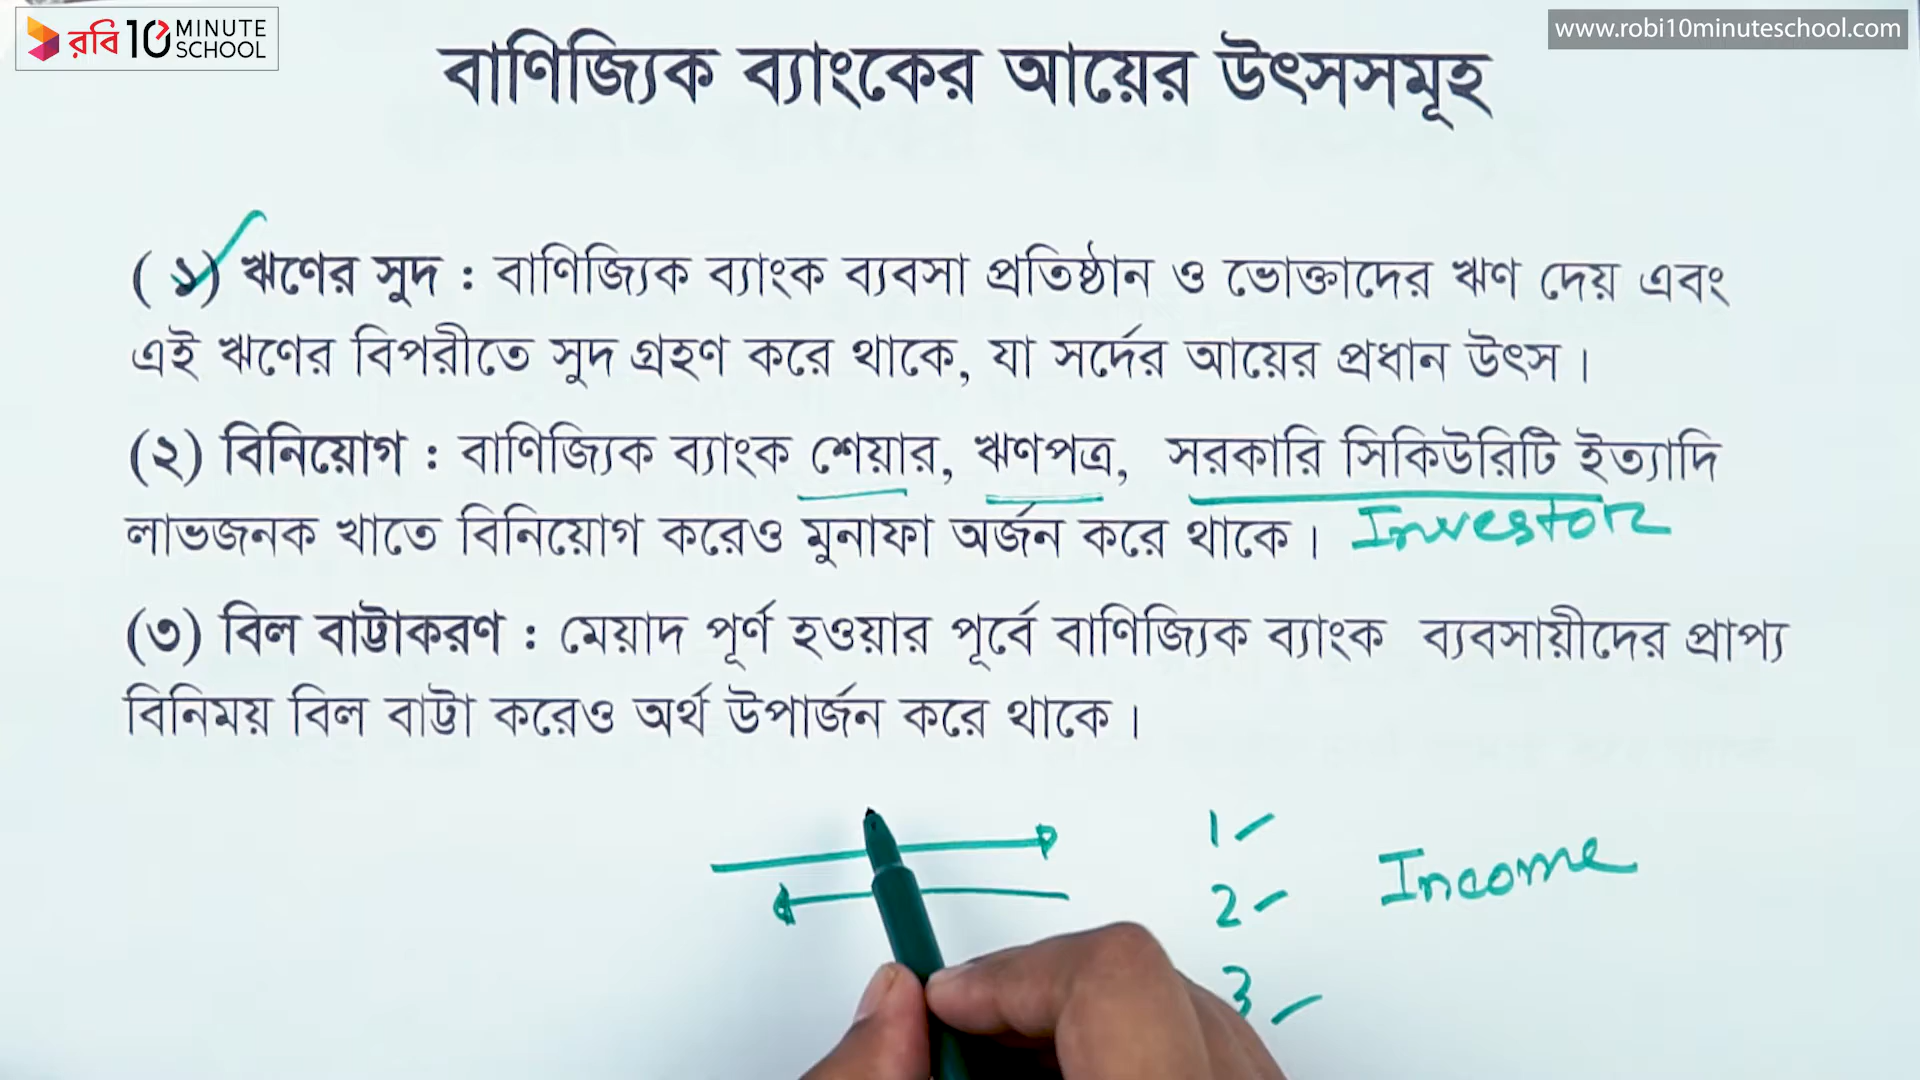 রবি 10 MINUTE SCHOOL
www.robi10minuteschool.com
বাণিজ্যিক ব্যাংকের আয়ের উৎসসমূহ
(১) ঋণের সুদ : বাণিজ্যিক ব্যাংক ব্যবসা প্রতিষ্ঠান ও ভোক্তাদের ঋণ দেয় এবং
এই ঋণের বিপরীতে সুদ গ্রহণ করে থাকে, যা সর্দের আয়ের প্রধান উৎস।
(২) বিনিয়োগ : বাণিজ্যিক ব্যাংক শেয়ার, ঋণপত্র, সরকারি সিকিউরিটি ইত্যাদি
লাভজনক খাতে বিনিয়োগ করেও মুনাফা অর্জন করে থাকে। Investor
(৩) বিল বাট্টাকরণ : মেয়াদ পূর্ণ হওয়ার পূর্বে বাণিজ্যিক ব্যাংক ব্যবসায়ীদের প্রাপ্য
বিনিময় বিল বাট্টা করেও অর্থ উপার্জন করে থাকে।
1 –
2 – Income
3 –